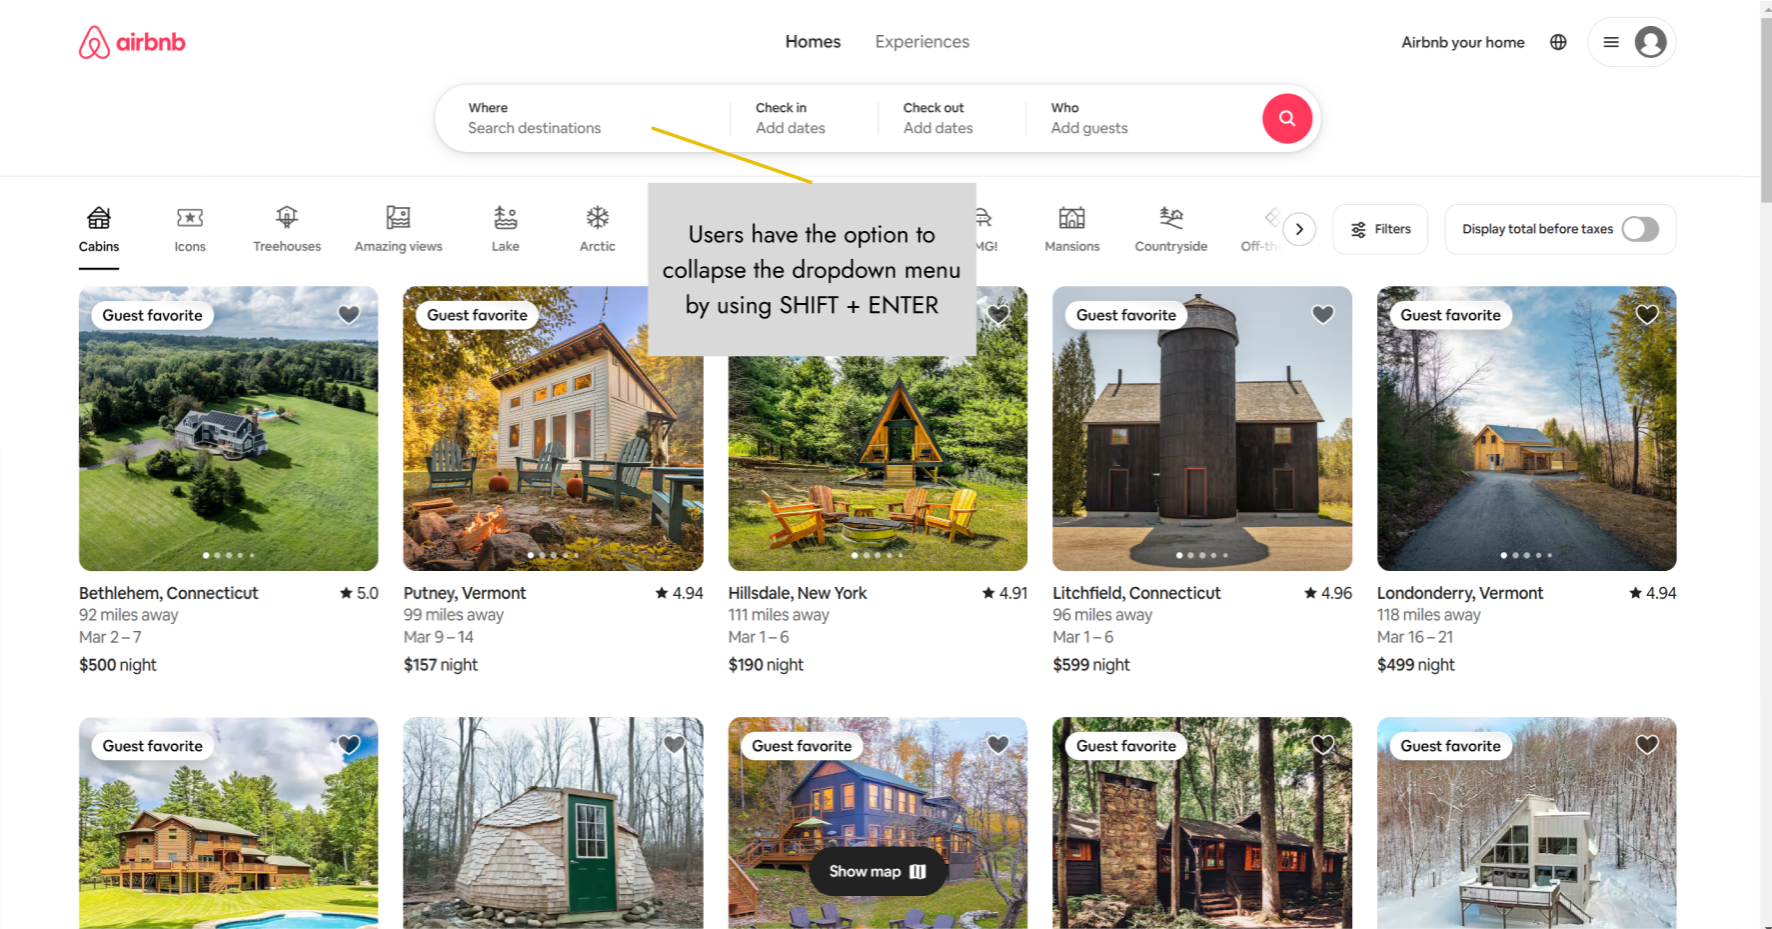 airbnb
Homes Experiences
Airbnb your home
Where
Search destinations
Check in
Add dates
Check out
Add dates
Who
Add guests
Cabins
Icons
Treehouses
Amazing views
Lake
Arctic
MG!
Mansions
Countryside
Off-the
Filters
Display total before taxes
Users have the option to
collapse the dropdown menu
by using SHIFT + ENTER
Guest favorite
Guest favorite
Guest favorite
Guest favorite
Bethlehem, Connecticut ★ 5.0
92 miles away
Mar 2 – 7
$500 night
Putney, Vermont ★ 4.94
99 miles away
Mar 9 – 14
$157 night
Hillsdale, New York ★ 4.91
111 miles away
Mar 1 – 6
$190 night
Litchfield, Connecticut ★ 4.96
96 miles away
Mar 1 – 6
$599 night
Londonderry, Vermont ★ 4.94
118 miles away
Mar 16 – 21
$499 night
Guest favorite
Guest favorite
Guest favorite
Guest favorite
Show map